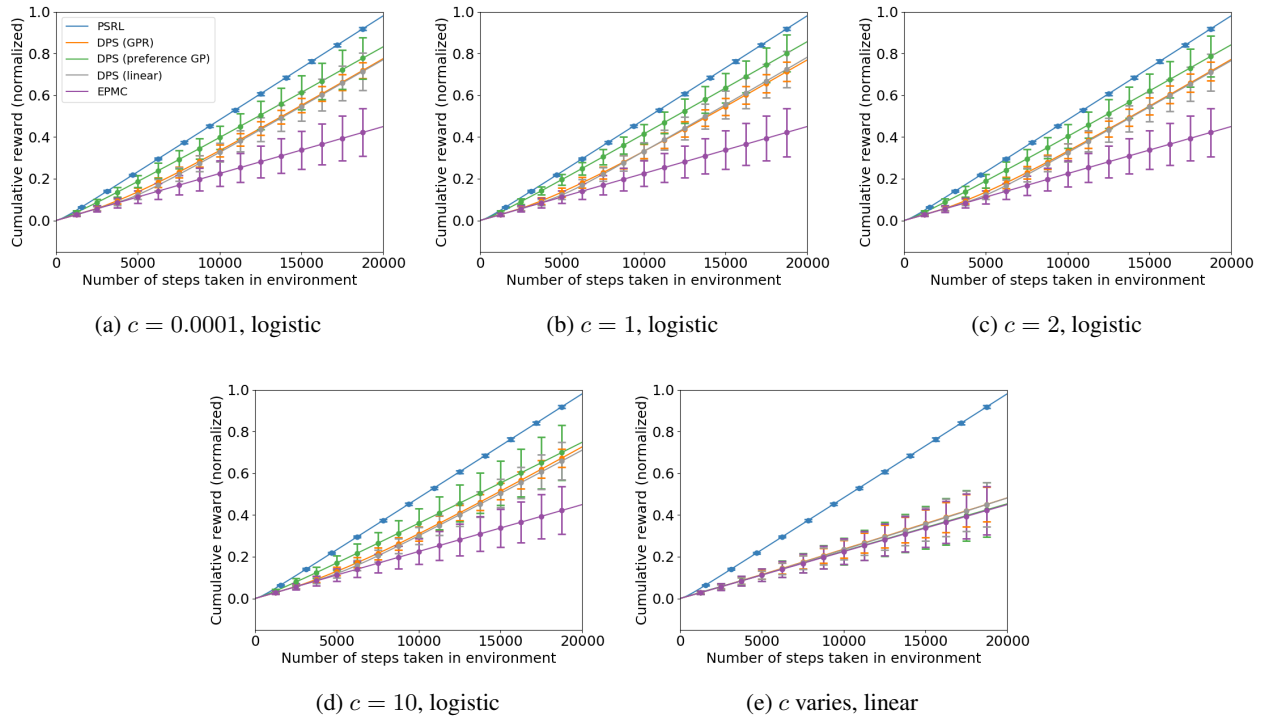 1.0
0.8
0.6
0.4
0.2
0.0
Cumulative reward (normalized)
PSRL
DPS (GPR)
DPS (preference GP)
DPS (linear)
EPMC
0 5000 10000 15000 20000
Number of steps taken in environment
(a) c = 0.0001, logistic
1.0
0.8
0.6
0.4
0.2
0.0
Cumulative reward (normalized)
0 5000 10000 15000 20000
Number of steps taken in environment
(b) c = 1, logistic
1.0
0.8
0.6
0.4
0.2
0.0
Cumulative reward (normalized)
0 5000 10000 15000 20000
Number of steps taken in environment
(c) c = 2, logistic
1.0
0.8
0.6
0.4
0.2
0.0
Cumulative reward (normalized)
0 5000 10000 15000 20000
Number of steps taken in environment
(d) c = 10, logistic
1.0
0.8
0.6
0.4
0.2
0.0
Cumulative reward (normalized)
0 5000 10000 15000 20000
Number of steps taken in environment
(e) c varies, linear